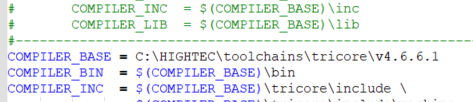 # COMPILER_INC = $(COMPILER_BASE)\inc
# COMPILER_LIB = $(COMPILER_BASE)\lib
#----------------------------------------------------------------
COMPILER_BASE = C:\HIGHTEC\toolchains\tricore\v4.6.6.1
COMPILER_BIN = $(COMPILER_BASE)\bin
COMPILER_INC = $(COMPILER_BASE)\tricore\include \